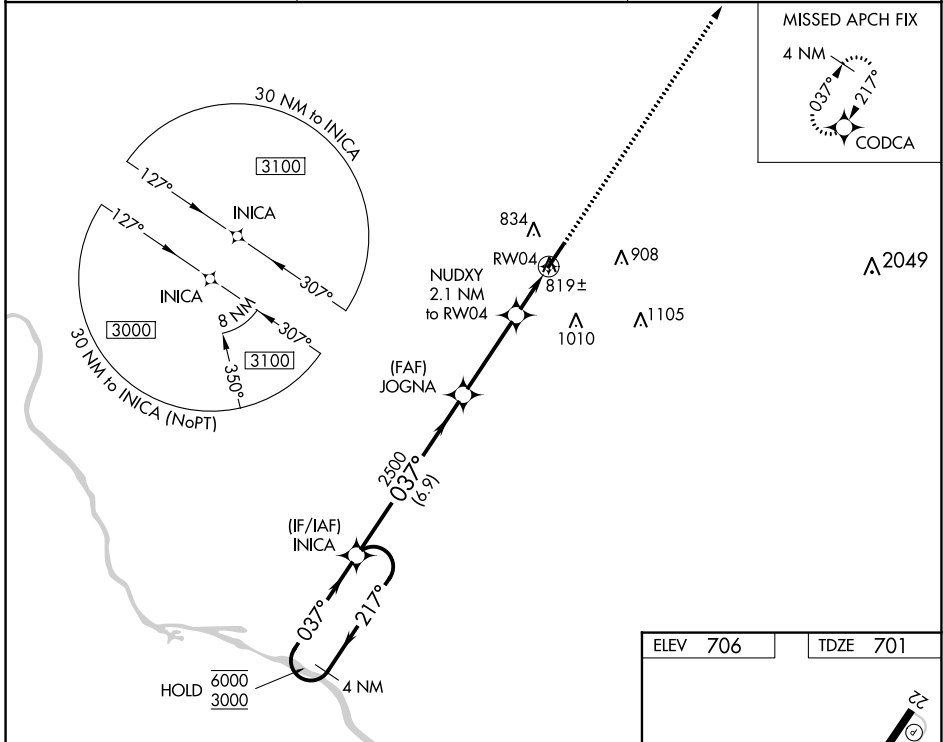 MISSED APCH FIX
4 NM
037°
217°
CODCA
30 NM to INICA
3100
127°
INICA
307°
127°
INICA
307°
8 NM
350°
3000
3100
30 NM to INICA (NoPT)
834
RW04
819±
908
2049
NUDXY
2.1 NM
to RW04
1010
1105
(FAF)
JOGNA
2500
037°
(6.9)
(IF/IAF)
INICA
037°
217°
HOLD
6000
3000
4 NM
ELEV 706
TDZE 701
22
P